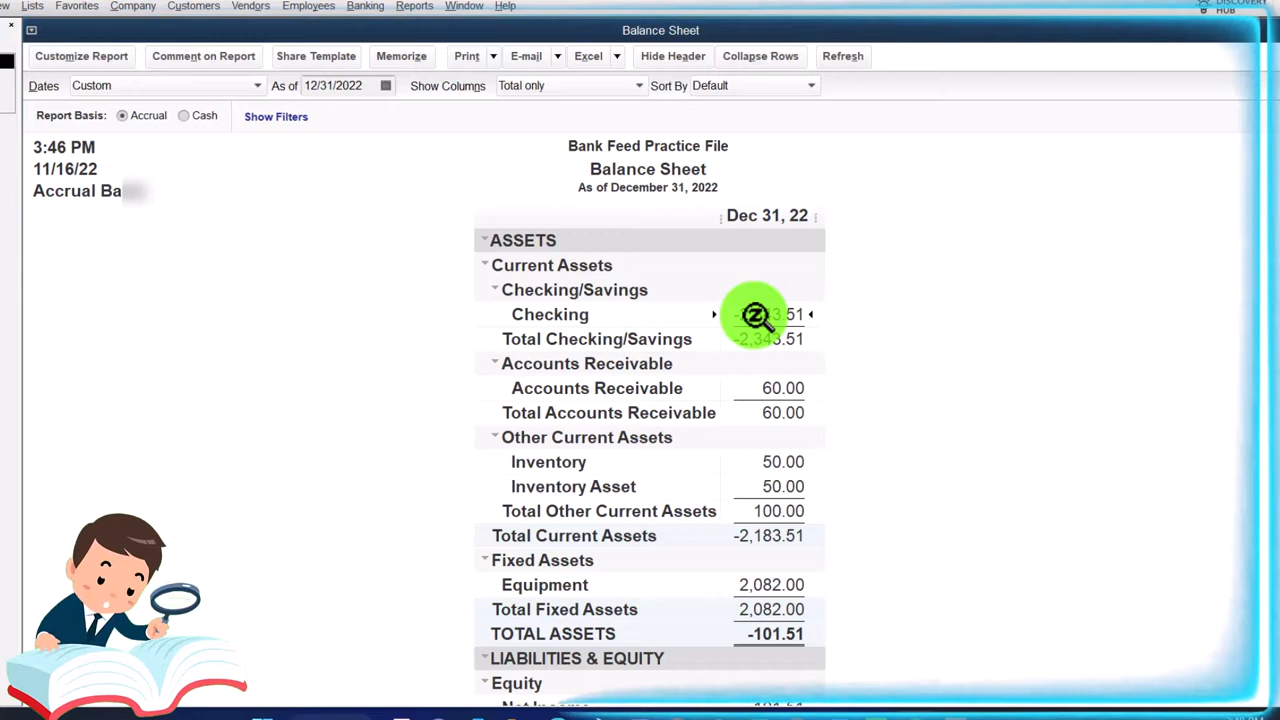 Lists Favorites Company Customers Vendors Employees Banking Reports Window Help
DISCOVERY
HUB
Balance Sheet
Customize Report Comment on Report Share Template Memorize Print E-mail Excel Hide Header Collapse Rows Refresh
Dates Custom As of 12/31/2022 Show Columns Total only Sort By Default
Report Basis: Accrual Cash Show Filters
3:46 PM
11/16/22
Accrual
Bank Feed Practice File
Balance Sheet
As of December 31, 2022
Dec 31, 22
ASSETS
Current Assets
Checking/Savings
Checking
Total Checking/Savings -2,343.51
Accounts Receivable
Accounts Receivable 60.00
Total Accounts Receivable 60.00
Other Current Assets
Inventory 50.00
Inventory Asset 50.00
Total Other Current Assets 100.00
Total Current Assets -2,183.51
Fixed Assets
Equipment 2,082.00
Total Fixed Assets 2,082.00
TOTAL ASSETS -101.51
LIABILITIES & EQUITY
Equity